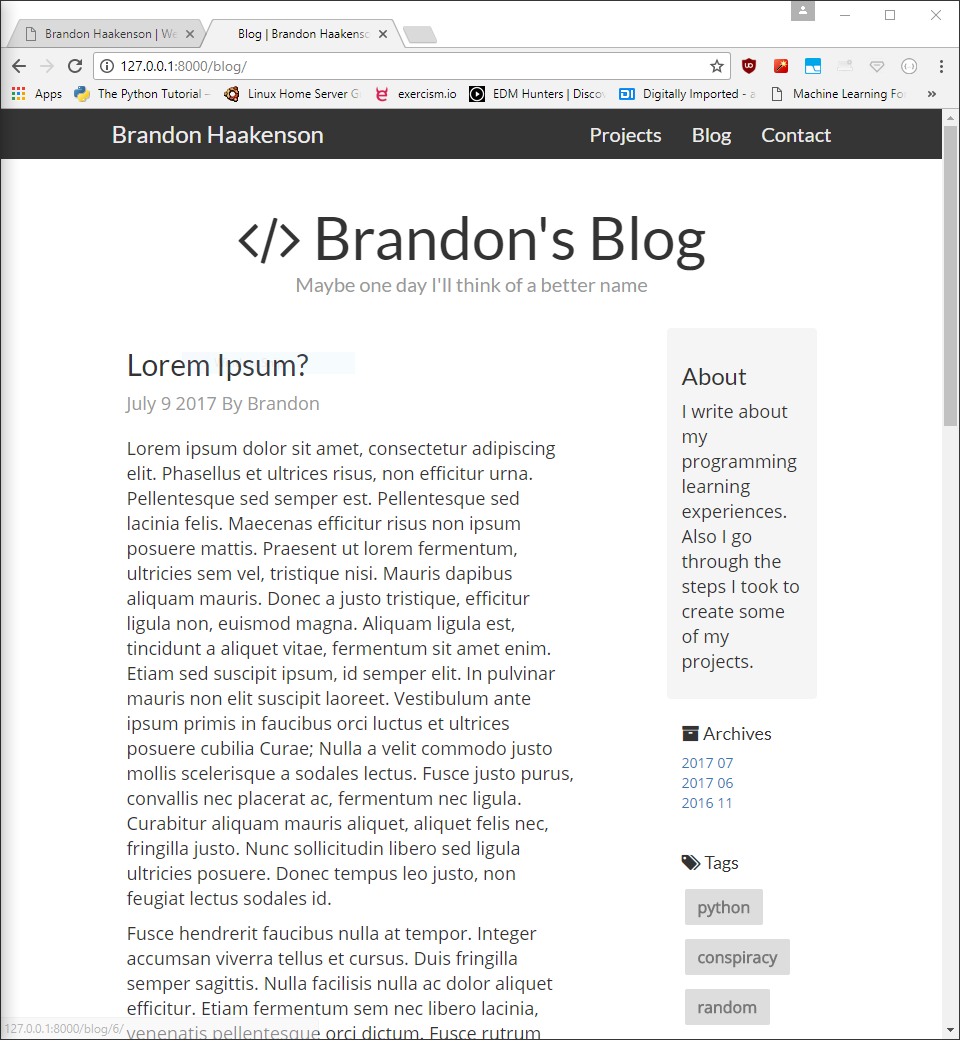 Brandon Haakenson | We
Blog | Brandon Haakenso
127.0.0.1:8000/blog/
Apps
The Python Tutorial —
Linux Home Server G
exercism.io
EDM Hunters | Disco
Digitally Imported - a
Machine Learning Fo
»
Brandon Haakenson
Projects
Blog
Contact
</> Brandon's Blog
Maybe one day I'll think of a better name
Lorem Ipsum?
July 9 2017 By Brandon
Lorem ipsum dolor sit amet, consectetur adipiscing
elit. Phasellus et ultrices risus, non efficitur urna.
Pellentesque sed semper est. Pellentesque sed
lacinia felis. Maecenas efficitur risus non ipsum
posuere mattis. Praesent ut lorem fermentum,
ultricies sem vel, tristique nisi. Mauris dapibus
aliquam mauris. Donec a justo tristique, efficitur
ligula non, euismod magna. Aliquam ligula est,
tincidunt a aliquet vitae, fermentum sit amet enim.
Etiam sed suscipit ipsum, id semper elit. In pulvinar
mauris non elit suscipit laoreet. Vestibulum ante
ipsum primis in faucibus orci luctus et ultrices
posuere cubilia Curae; Nulla a velit commodo justo
mollis scelerisque a sodales lectus. Fusce justo purus,
convallis nec placerat ac, fermentum nec ligula.
Curabitur aliquam mauris aliquet, aliquet felis nec,
fringilla justo. Nunc sollicitudin libero sed ligula
ultricies posuere. Donec tempus leo justo, non
feugiat lectus sodales id.
Fusce hendrerit faucibus nulla at tempor. Integer
accumsan viverra tellus et cursus. Duis fringilla
semper sagittis. Nulla facilisis nulla ac dolor aliquet
efficitur. Etiam fermentum sem nec libero lacinia,
venenatis pellentesque orci dictum. Fusce rutrum
About
I write about
my
programming
learning
experiences.
Also I go
through the
steps I took to
create some
of my
projects.
Archives
2017 07
2017 06
2016 11
Tags
python
conspiracy
random
127.0.0.1:8000/blog/6/